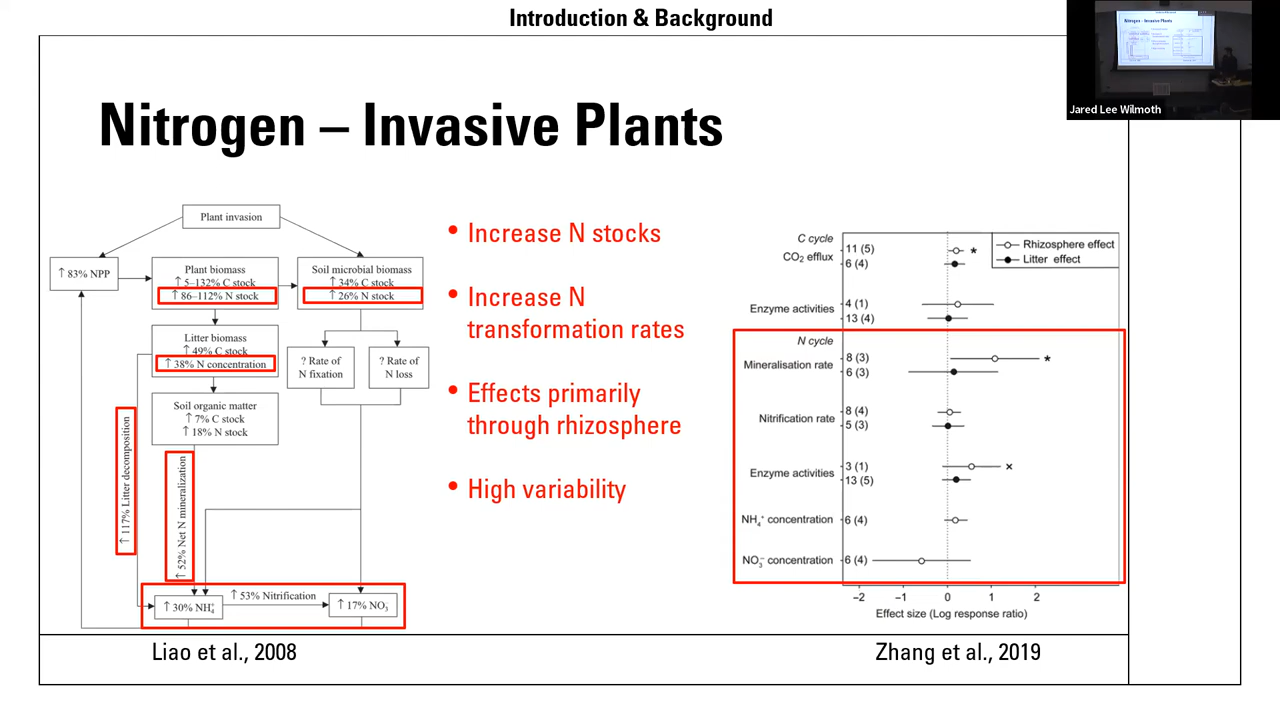 Introduction & Background
Jared Lee Wilmoth
Nitrogen – Invasive Plants
Nitrogen – Invasive Plants
Plant invasion
↑ 83% NPP
Plant biomass
↑ 5–132% C stock
↑ 86–112% N stock
Soil microbial biomass
↑ 34% C stock
↑ 26% N stock
Litter biomass
↑ 49% C stock
↑ 38% N concentration
? Rate of
N fixation
? Rate of
N loss
Soil organic matter
↑ 7% C stock
↑ 18% N stock
↑ 117% Litter decomposition
↑ 52% Net N mineralization
↑ 30% NH₄⁺
↑ 53% Nitrification
↑ 17% NO₃⁻
Liao et al., 2008
• Increase N stocks
• Increase N
transformation rates
• Effects primarily
through rhizosphere
• High variability
Rhizosphere effect
Litter effect
C cycle
CO₂ efflux
11 (5)
*
6 (4)
Enzyme activities
4 (1)
13 (4)
N cycle
Mineralisation rate
8 (3)
*
6 (3)
Nitrification rate
8 (4)
5 (3)
Enzyme activities
3 (1)
×
13 (5)
NH₄⁺ concentration 6 (4)
NO₃⁻ concentration 6 (4)
−2 −1 0 1 2
Effect size (Log response ratio)
Zhang et al., 2019